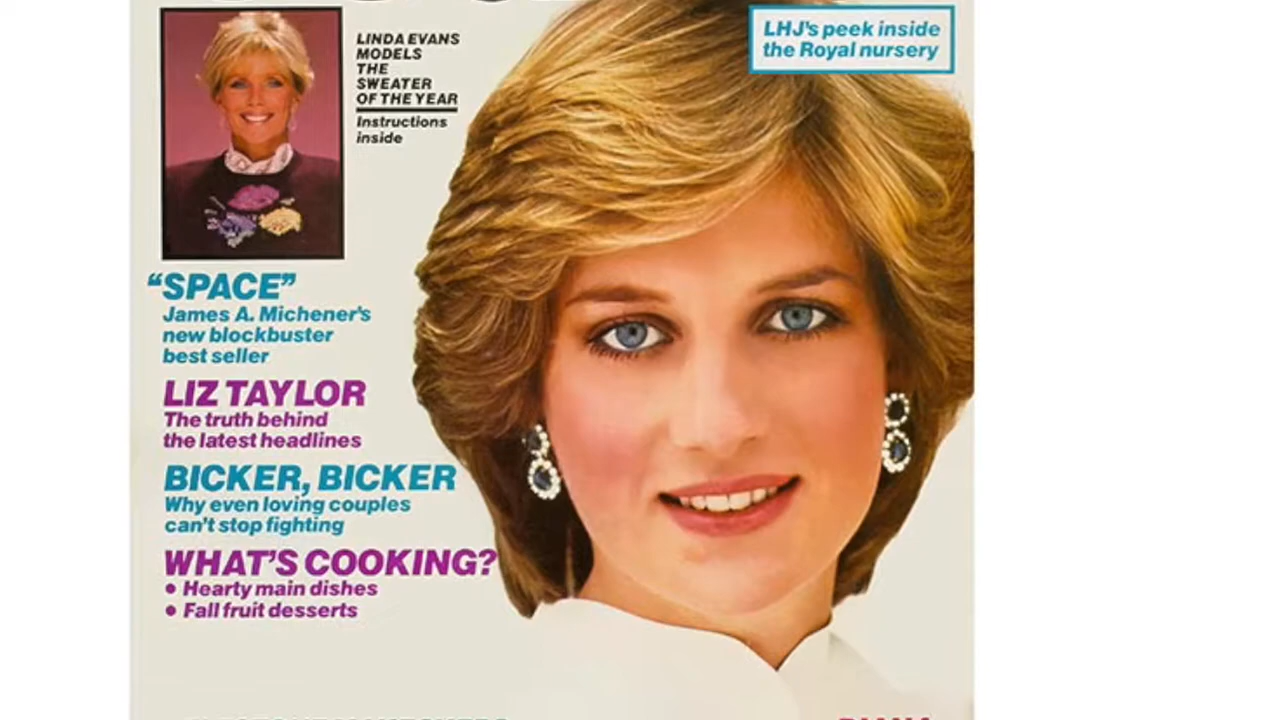 LINDA EVANS
MODELS
THE
SWEATER
OF THE YEAR
Instructions
inside
LHJ's peek inside
the Royal nursery
“SPACE”
James A. Michener's
new blockbuster
best seller
LIZ TAYLOR
The truth behind
the latest headlines
BICKER, BICKER
Why even loving couples
can't stop fighting
WHAT'S COOKING?
• Hearty main dishes
• Fall fruit desserts
DIANA